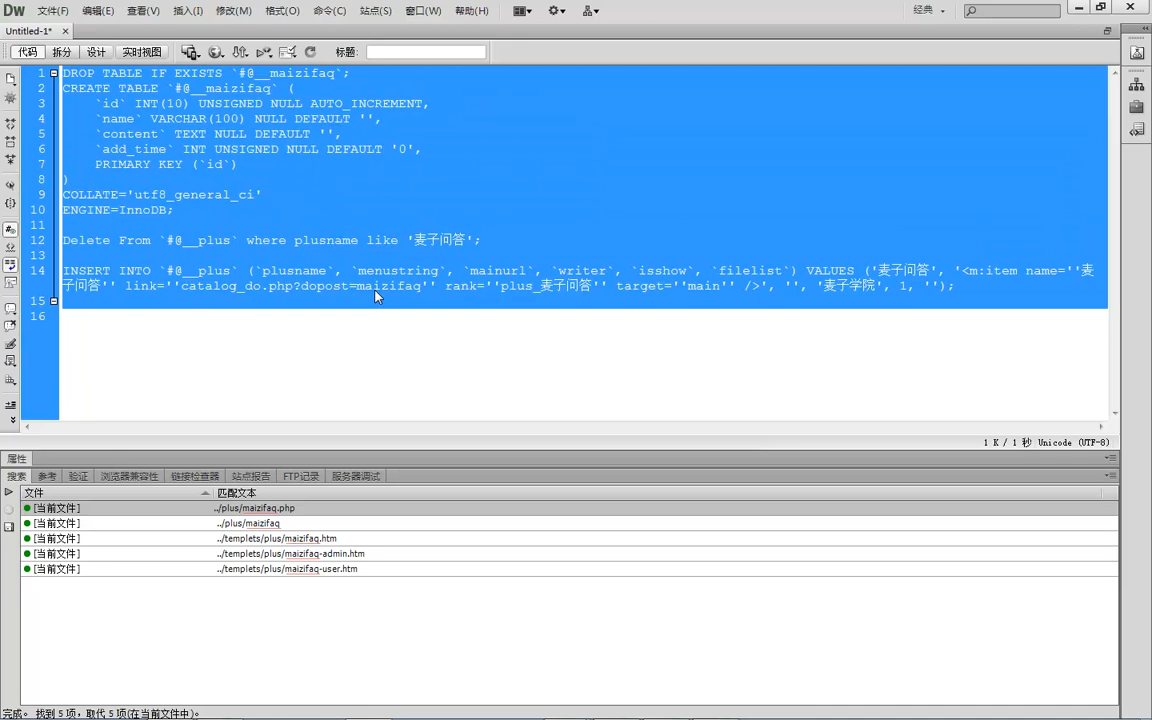 Dw 文件(F) 编辑(E) 查看(V) 插入(I) 修改(M) 格式(O) 命令(C) 站点(S) 窗口(W) 帮助(H) 经典
Untitled-1*
代码 拆分 设计 实时视图 标题:
1 DROP TABLE IF EXISTS `#@__maizifaq`;
2 CREATE TABLE `#@__maizifaq` (
3 `id` INT(10) UNSIGNED NULL AUTO_INCREMENT,
4 `name` VARCHAR(100) NULL DEFAULT '',
5 `content` TEXT NULL DEFAULT '',
6 `add_time` INT UNSIGNED NULL DEFAULT '0',
7 PRIMARY KEY (`id`)
8 )
9 COLLATE='utf8_general_ci'
10 ENGINE=InnoDB;
11
12 Delete From `#@__plus` where plusname like '麦子问答';
13
14 INSERT INTO `#@__plus` (`plusname`, `menustring`, `mainurl`, `writer`, `isshow`, `filelist`) VALUES ('麦子问答', '<m:item name=''麦
子问答'' link=''catalog_do.php?dopost=maizifaq'' rank=''plus_麦子问答'' target=''main'' />', '', '麦子学院', 1, '');
15
16
1 K / 1 秒 Unicode (UTF-8)
属性
搜索 参考 验证 浏览器兼容性 链接检查器 站点报告 FTP记录 服务器调试
文件 匹配文本
[当前文件] ../plus/maizifaq.php
[当前文件] ../plus/maizifaq
[当前文件] ../templets/plus/maizifaq.htm
[当前文件] ../templets/plus/maizifaq-admin.htm
[当前文件] ../templets/plus/maizifaq-user.htm
完成。 找到 5 项，取代 5 项(在当前文件中)。